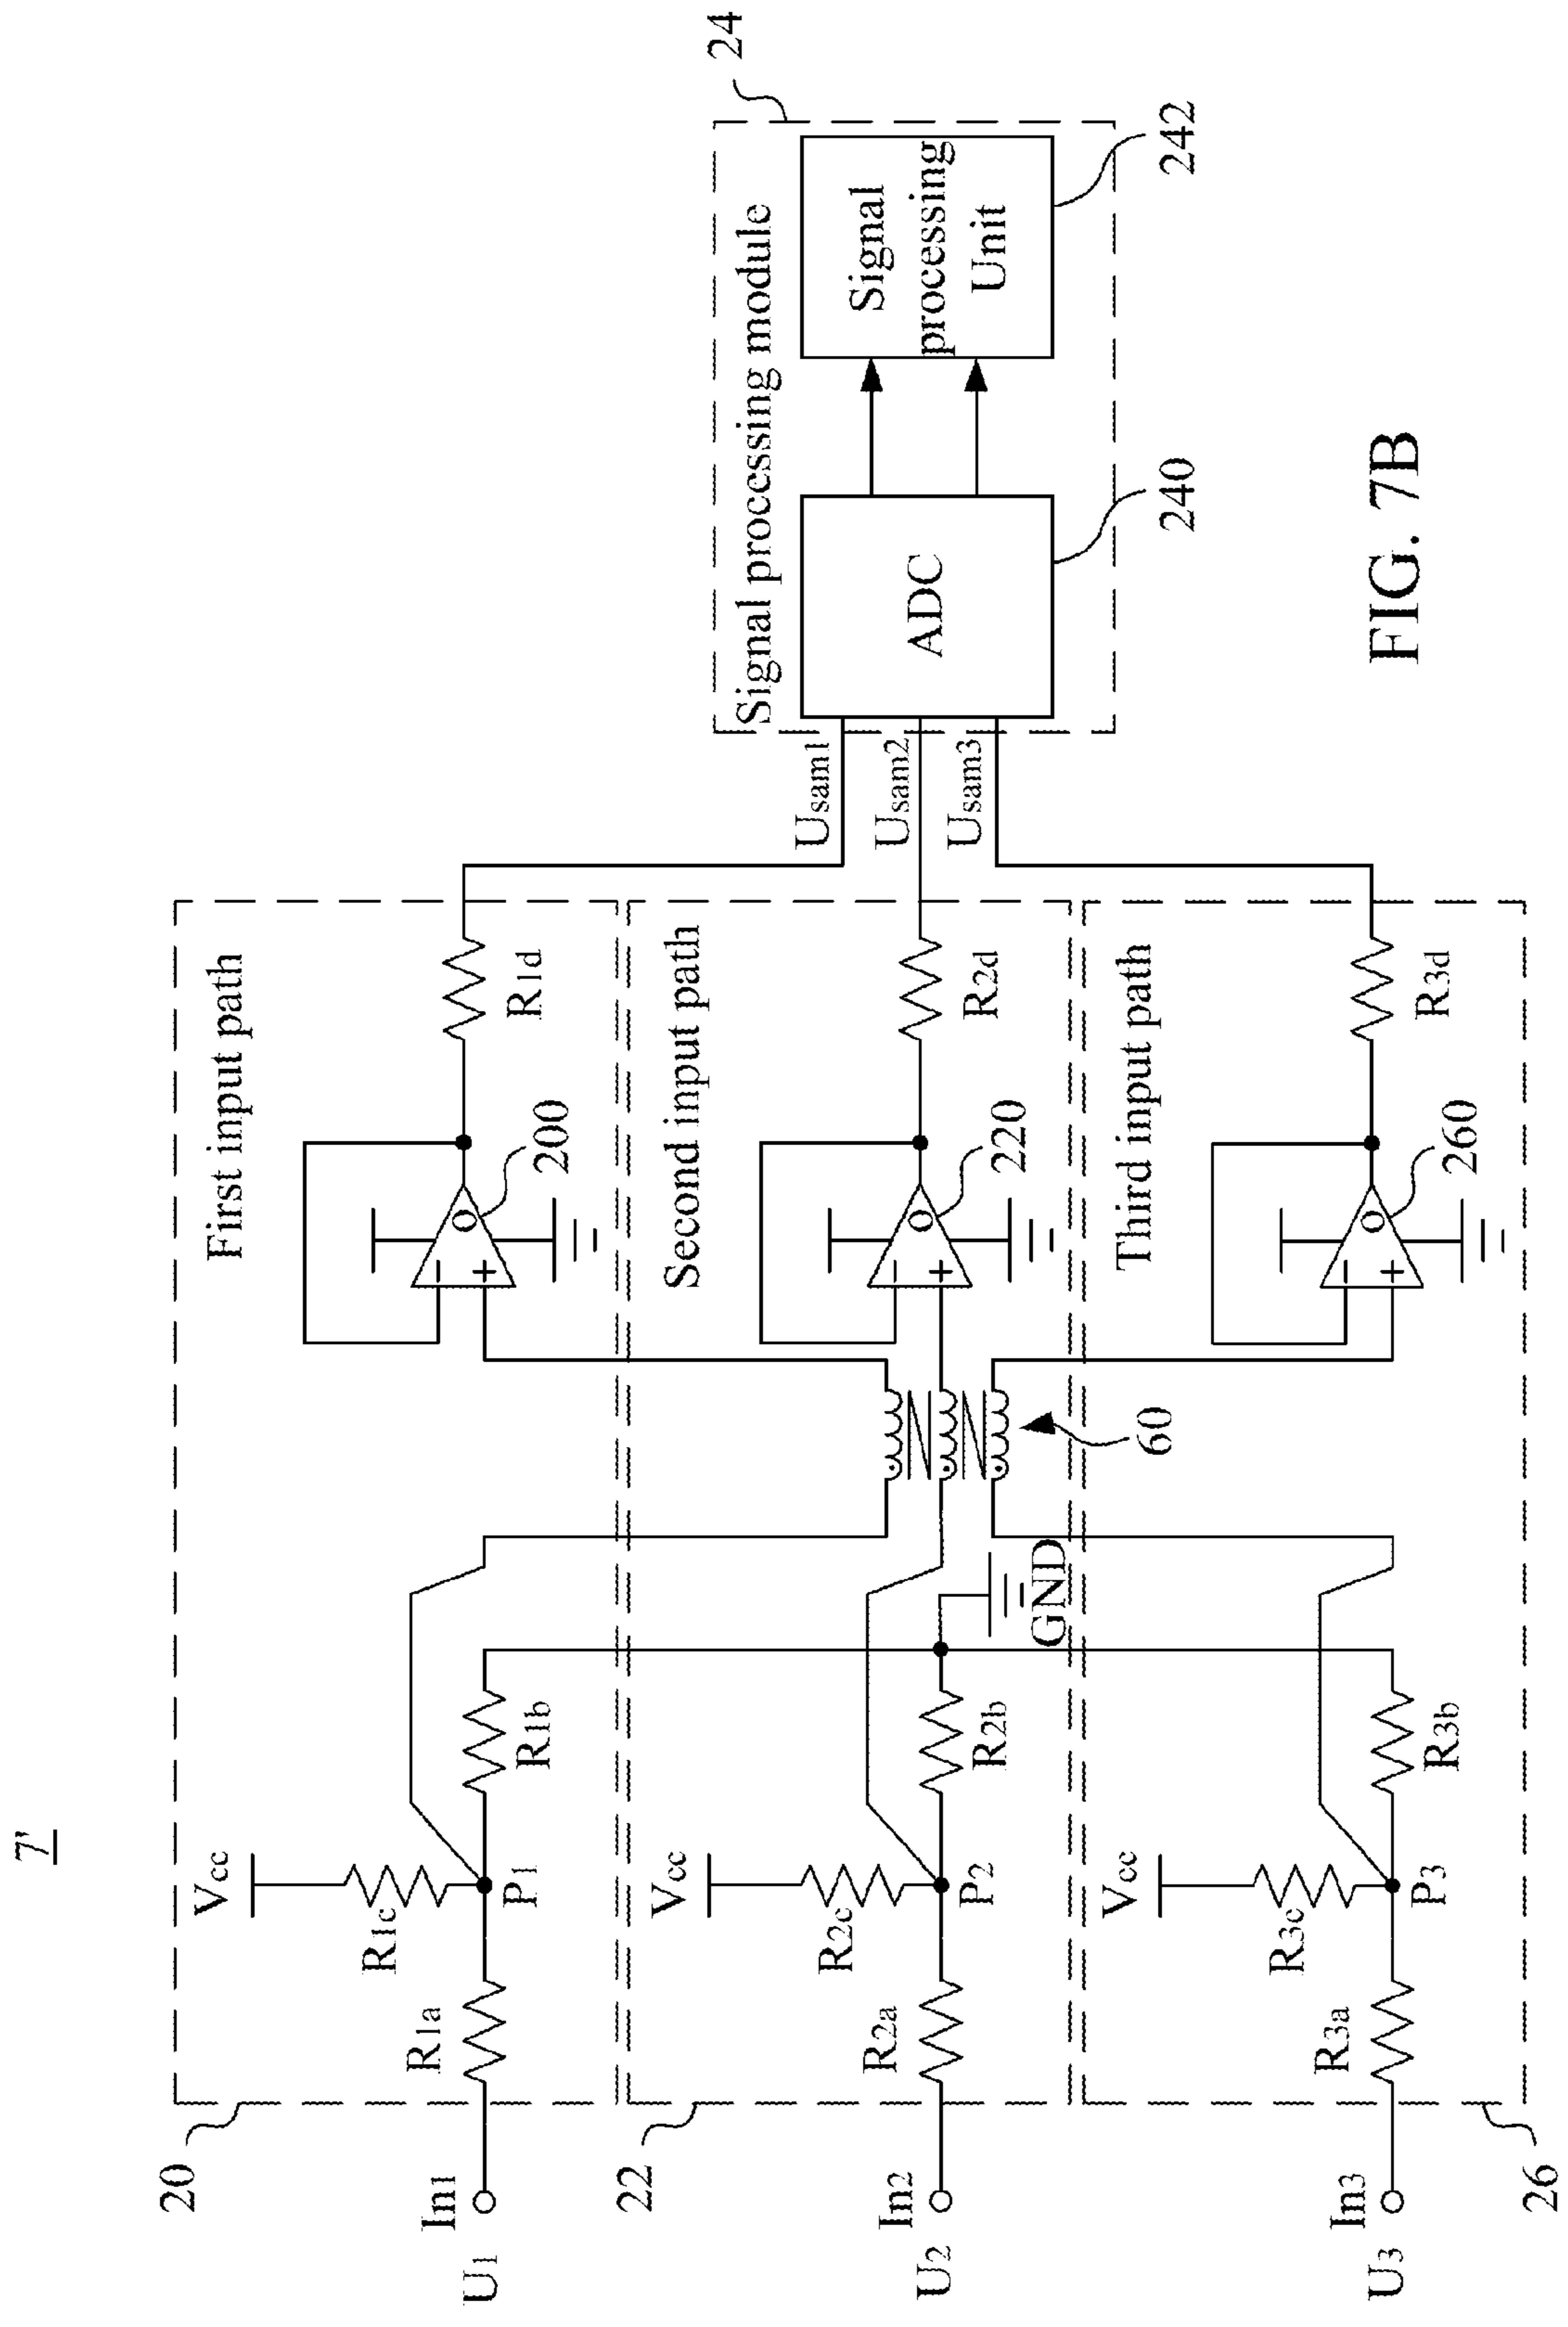 7'
20
First input path
Vcc
R1c
R1a
R1b
P1
In1
U1
200
R1d
22
Second input path
Vcc
R2c
R2a
R2b
P2
In2
U2
GND
220
R2d
60
Third input path
Vcc
R3c
R3a
R3b
P3
In3
U3
26
260
R3d
Usam1
Usam2
Usam3
24
Signal processing module
ADC
240
Signal
processing
Unit
242
− + O
− + O
− + O
FIG. 7B